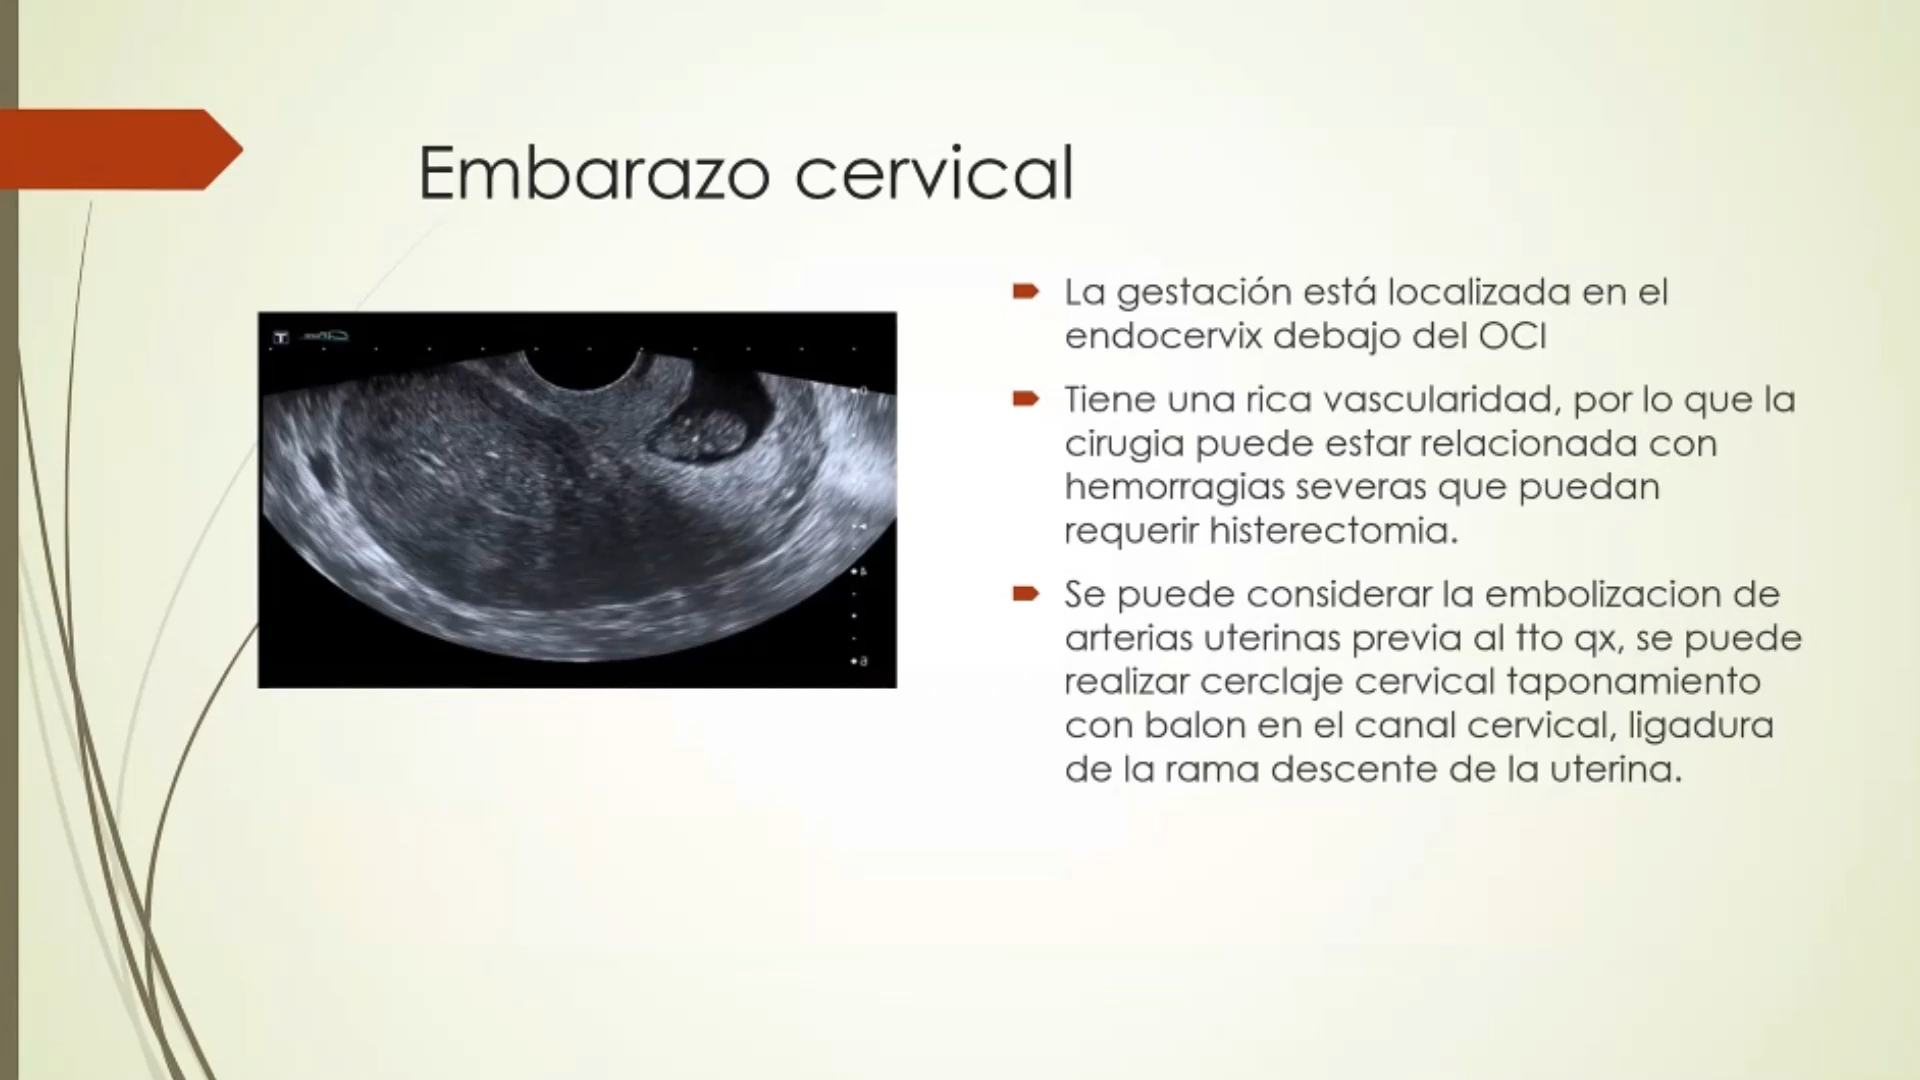 Embarazo cervical
La gestación está localizada en el
endocervix debajo del OCI
Tiene una rica vascularidad, por lo que la
cirugia puede estar relacionada con
hemorragias severas que puedan
requerir histerectomia.
Se puede considerar la embolizacion de
arterias uterinas previa al tto qx, se puede
realizar cerclaje cervical taponamiento
con balon en el canal cervical, ligadura
de la rama descente de la uterina.